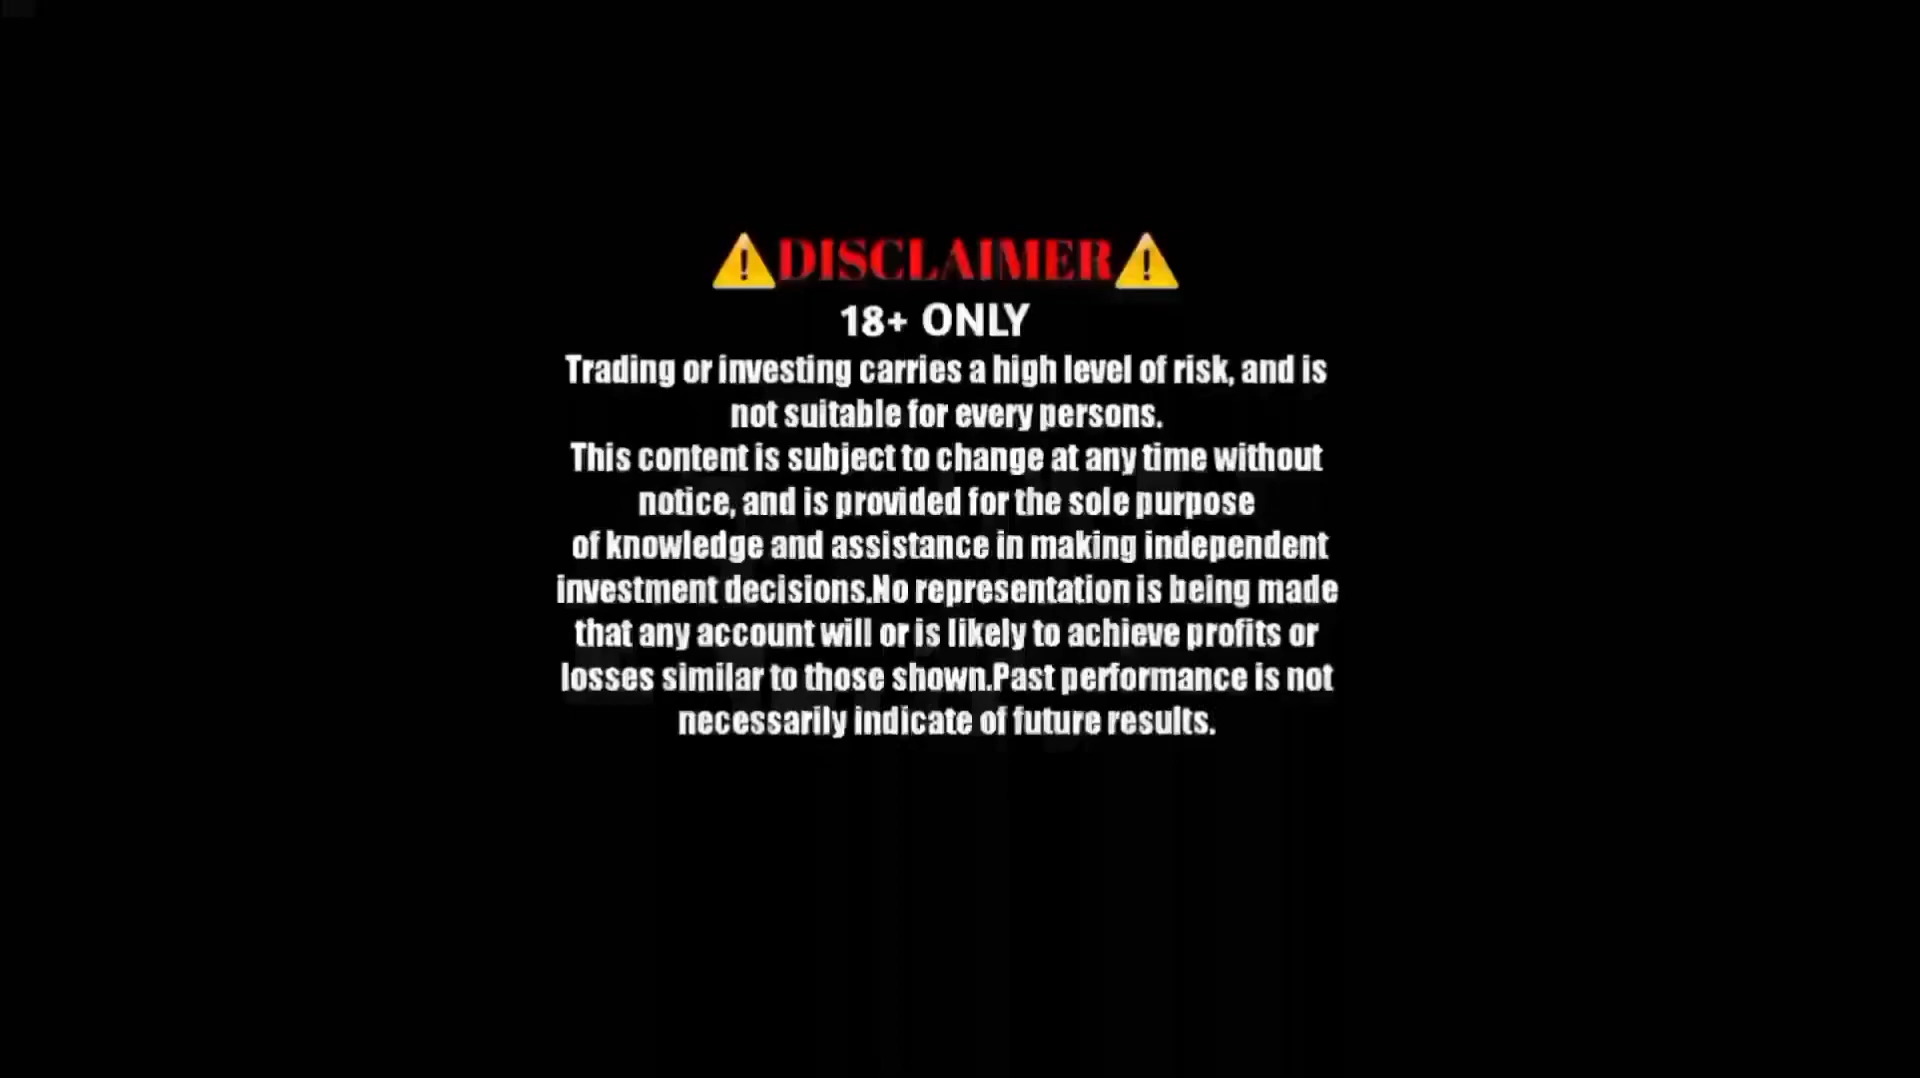 ⚠️DISCLAIMER⚠️
18+ ONLY
Trading or investing carries a high level of risk, and is
not suitable for every persons.
This content is subject to change at any time without
notice, and is provided for the sole purpose
of knowledge and assistance in making independent
investment decisions.No representation is being made
that any account will or is likely to achieve profits or
losses similar to those shown.Past performance is not
necessarily indicate of future results.